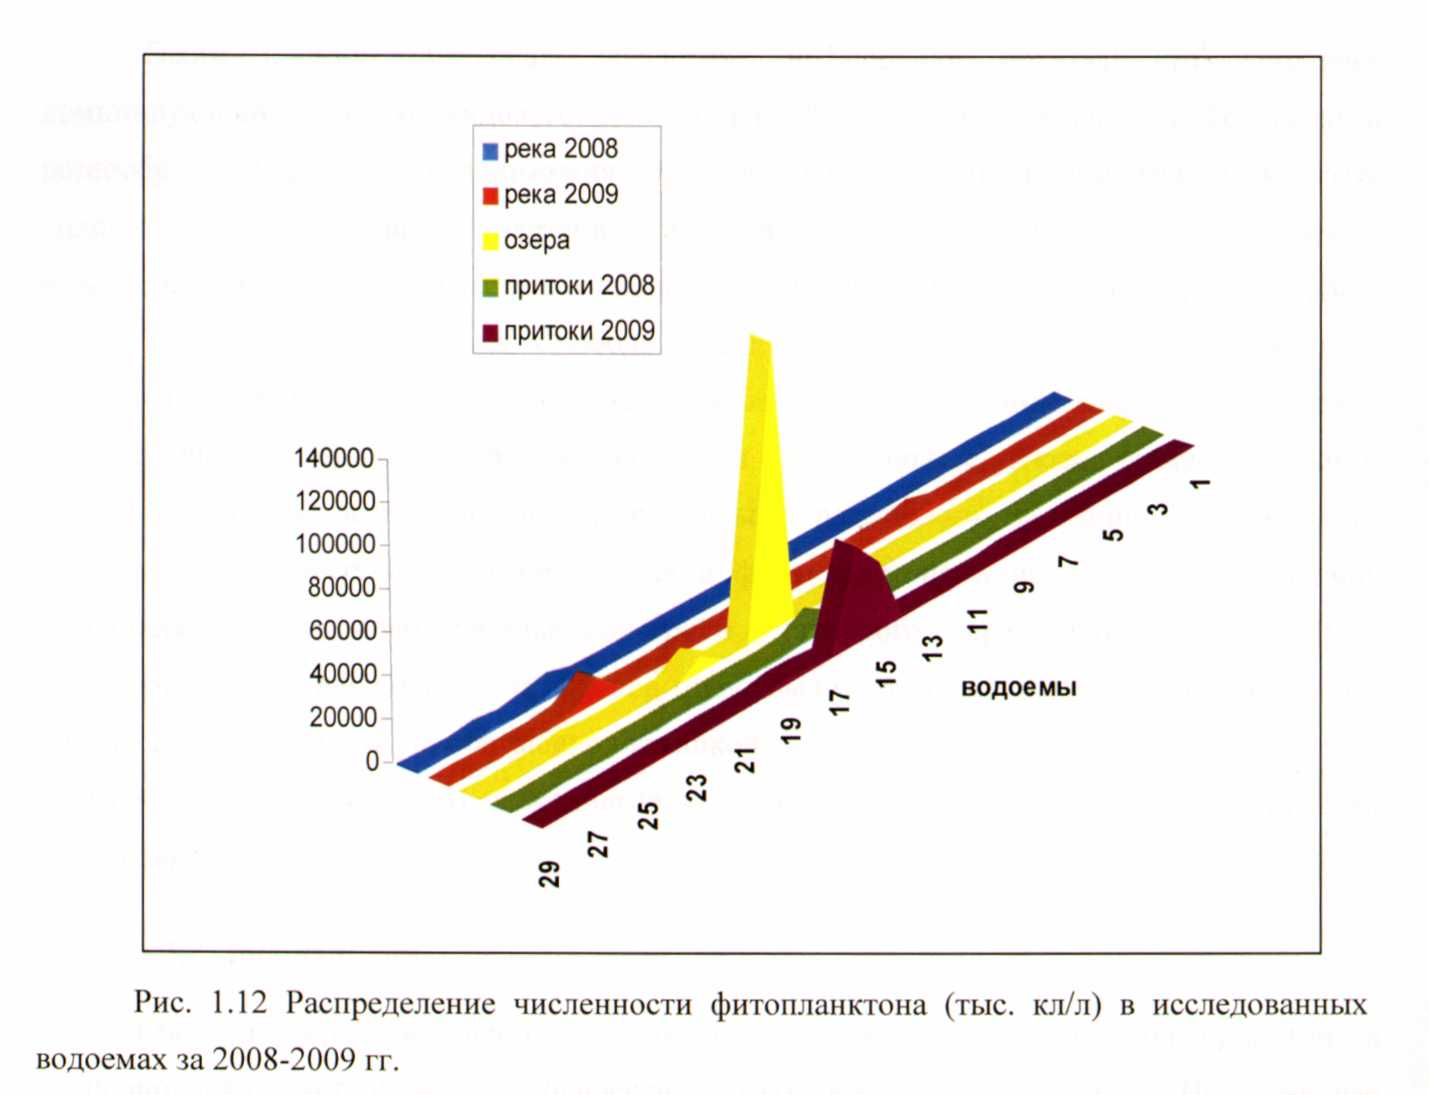 река 2008
река 2009
озера
притоки 2008
притоки 2009
140000
120000
100000
80000
60000
40000
20000
0
1
3
5
7
9
11
13
15
17
19
21
23
25
27
29
водоемы
Рис. 1.12 Распределение численности фитопланктона (тыс. кл/л) в исследованных
водоемах за 2008-2009 гг.